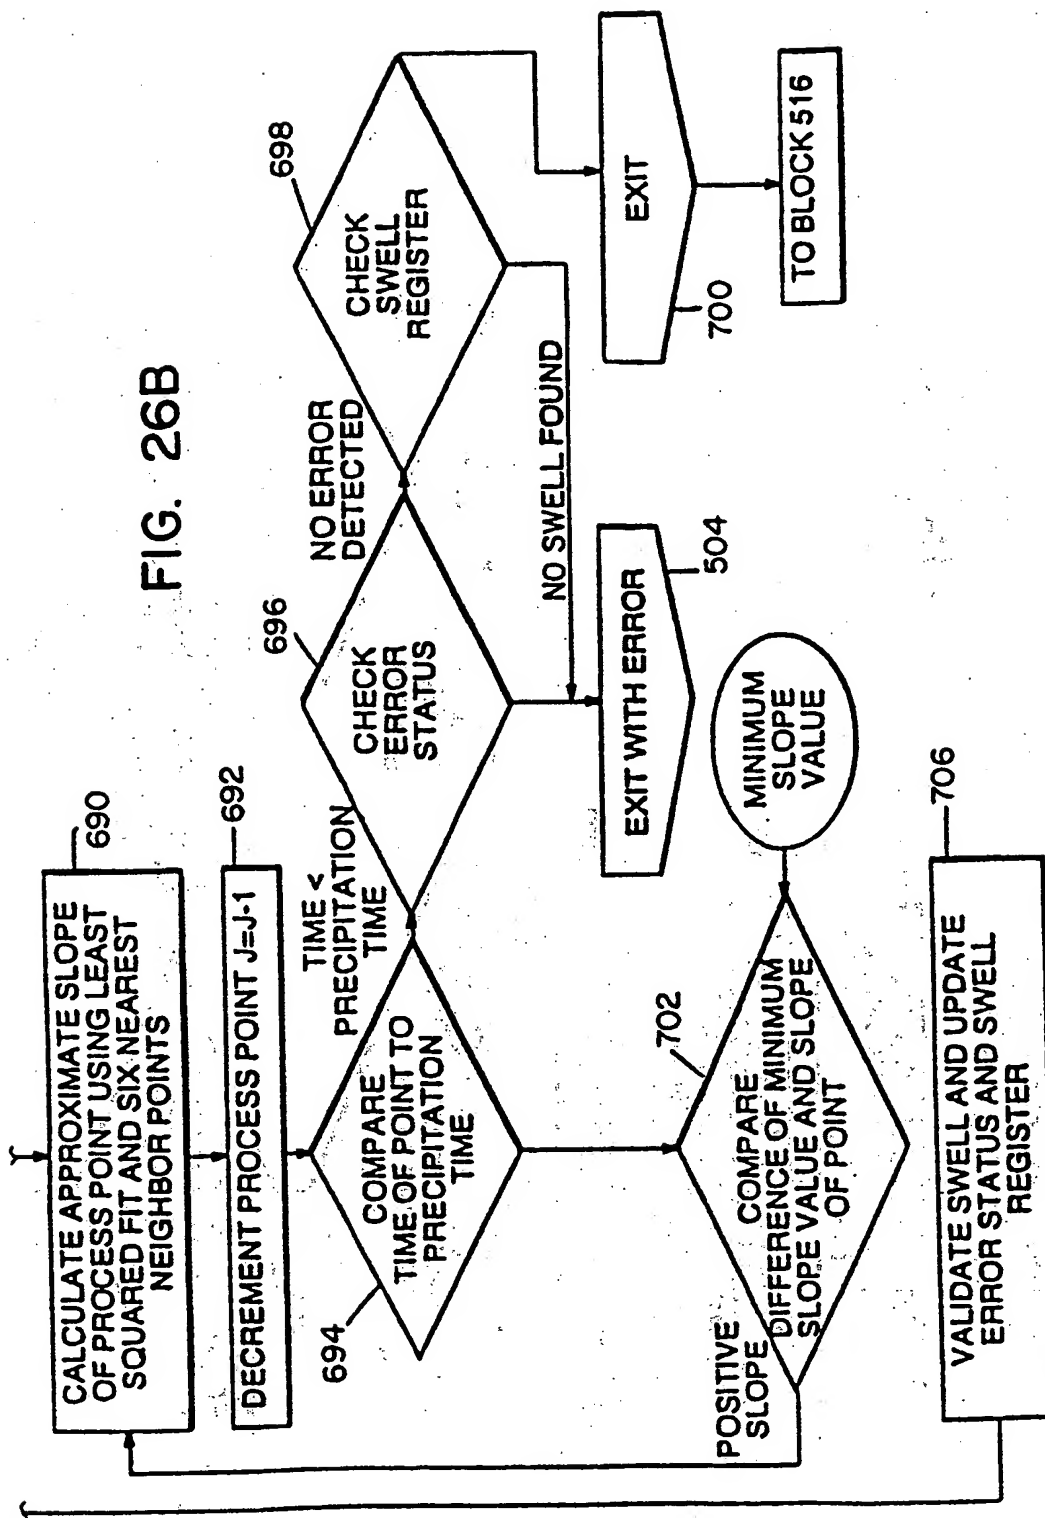 FIG. 26B
690
CALCULATE APPROXIMATE SLOPE
OF PROCESS POINT USING LEAST
SQUARED FIT AND SIX NEAREST
NEIGHBOR POINTS
692
DECREMENT PROCESS POINT J=J-1
694
COMPARE
TIME OF POINT TO
PRECIPITATION
TIME
TIME <
PRECIPITATION
TIME
696
CHECK
ERROR
STATUS
NO ERROR
DETECTED
698
CHECK
SWELL
REGISTER
NO SWELL FOUND
EXIT WITH ERROR
504
EXIT
700
TO BLOCK 516
702
COMPARE
DIFFERENCE OF MINIMUM
SLOPE VALUE AND SLOPE
OF POINT
POSITIVE
SLOPE
MINIMUM
SLOPE
VALUE
706
VALIDATE SWELL AND UPDATE
ERROR STATUS AND SWELL
REGISTER